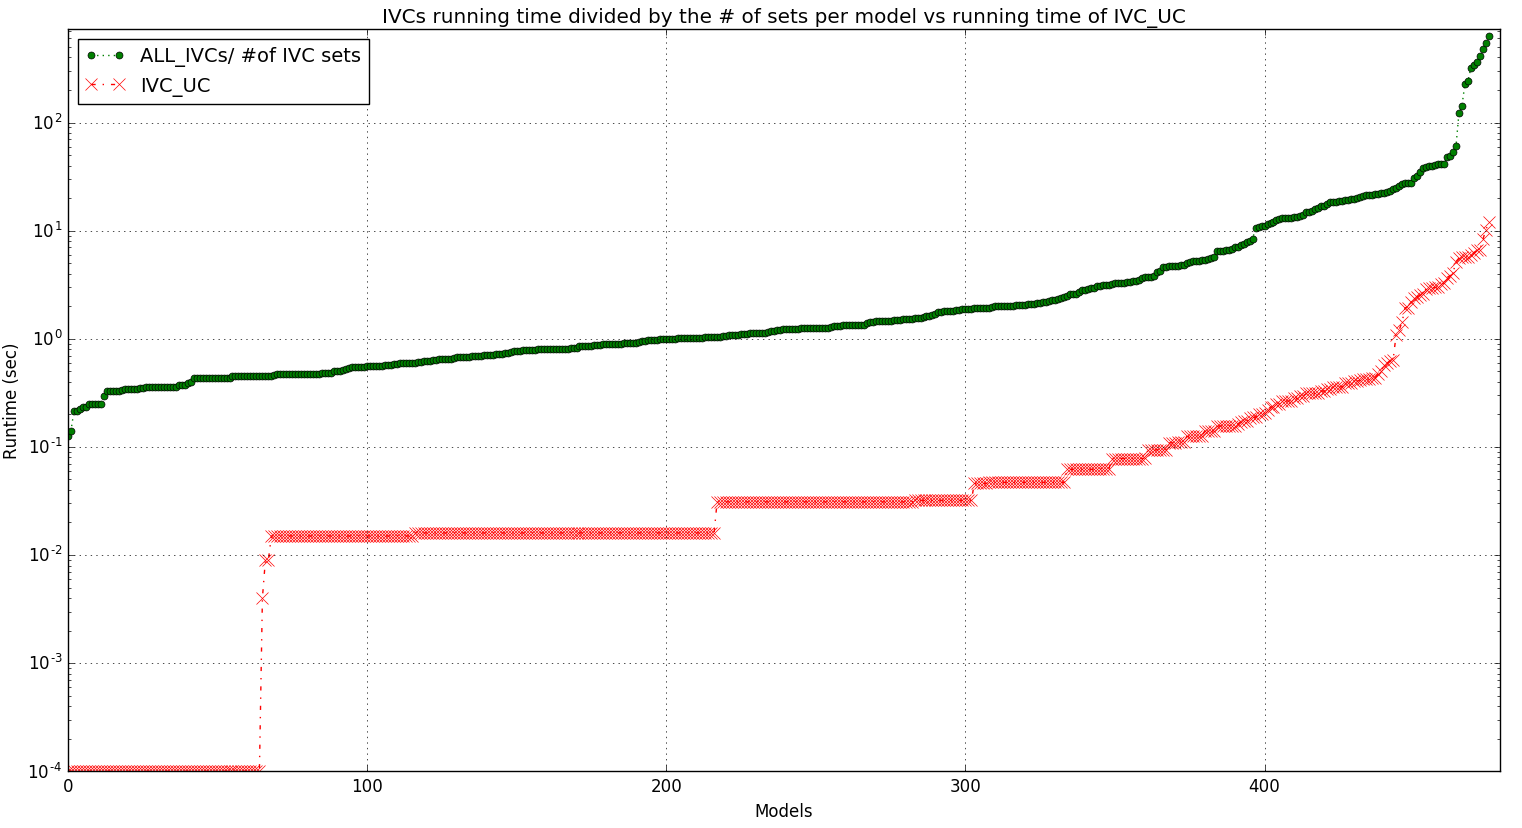 IVCs running time divided by the # of sets per model vs running time of IVC_UC
ALL_IVCs/ #of IVC sets
IVC_UC
Runtime (sec)
10^2
10^1
10^0
10^-1
10^-2
10^-3
10^-4
0 100 200 300 400
Models